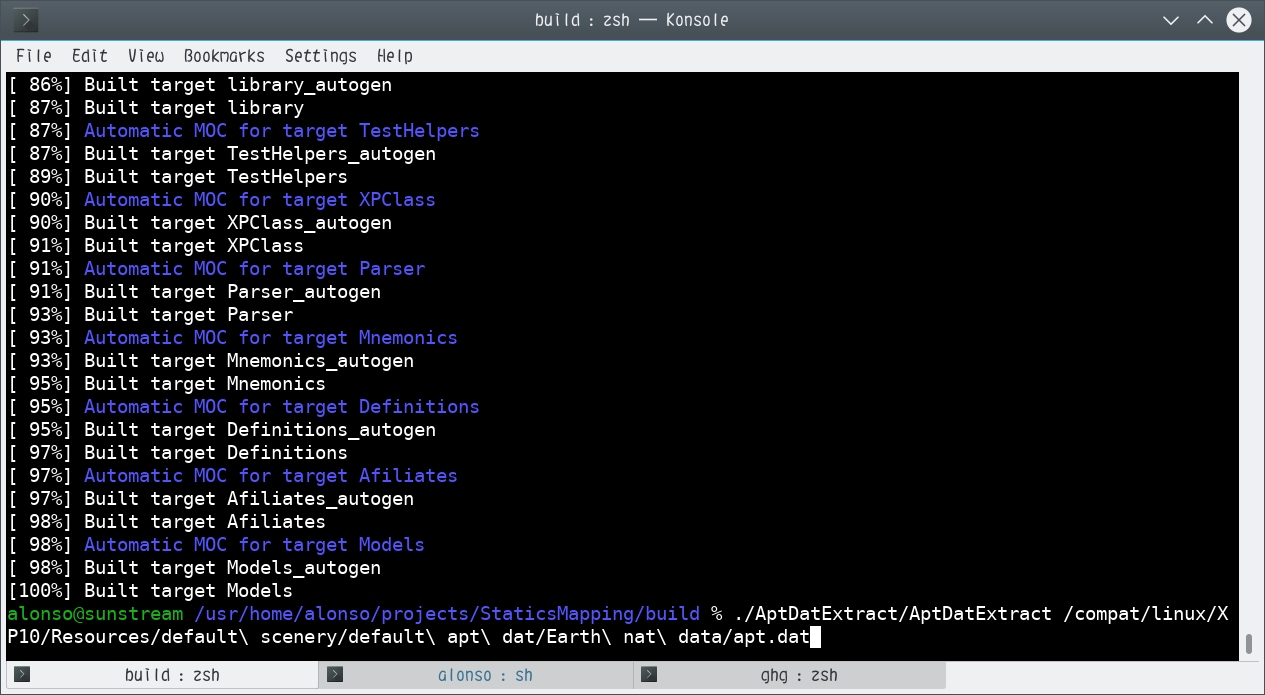 build : zsh — Konsole
File Edit View Bookmarks Settings Help
[ 86%] Built target library_autogen
[ 87%] Built target library
[ 87%] Automatic MOC for target TestHelpers
[ 87%] Built target TestHelpers_autogen
[ 89%] Built target TestHelpers
[ 90%] Automatic MOC for target XPClass
[ 90%] Built target XPClass_autogen
[ 91%] Built target XPClass
[ 91%] Automatic MOC for target Parser
[ 91%] Built target Parser_autogen
[ 93%] Built target Parser
[ 93%] Automatic MOC for target Mnemonics
[ 93%] Built target Mnemonics_autogen
[ 95%] Built target Mnemonics
[ 95%] Automatic MOC for target Definitions
[ 95%] Built target Definitions_autogen
[ 97%] Built target Definitions
[ 97%] Automatic MOC for target Afiliates
[ 97%] Built target Afiliates_autogen
[ 98%] Built target Afiliates
[ 98%] Automatic MOC for target Models
[ 98%] Built target Models_autogen
[100%] Built target Models
alonso@sunstream /usr/home/alonso/projects/StaticsMapping/build % ./AptDatExtract/AptDatExtract /compat/linux/X
P10/Resources/default\ scenery/default\ apt\ dat/Earth\ nat\ data/apt.dat
build : zsh alonso : sh ghg : zsh